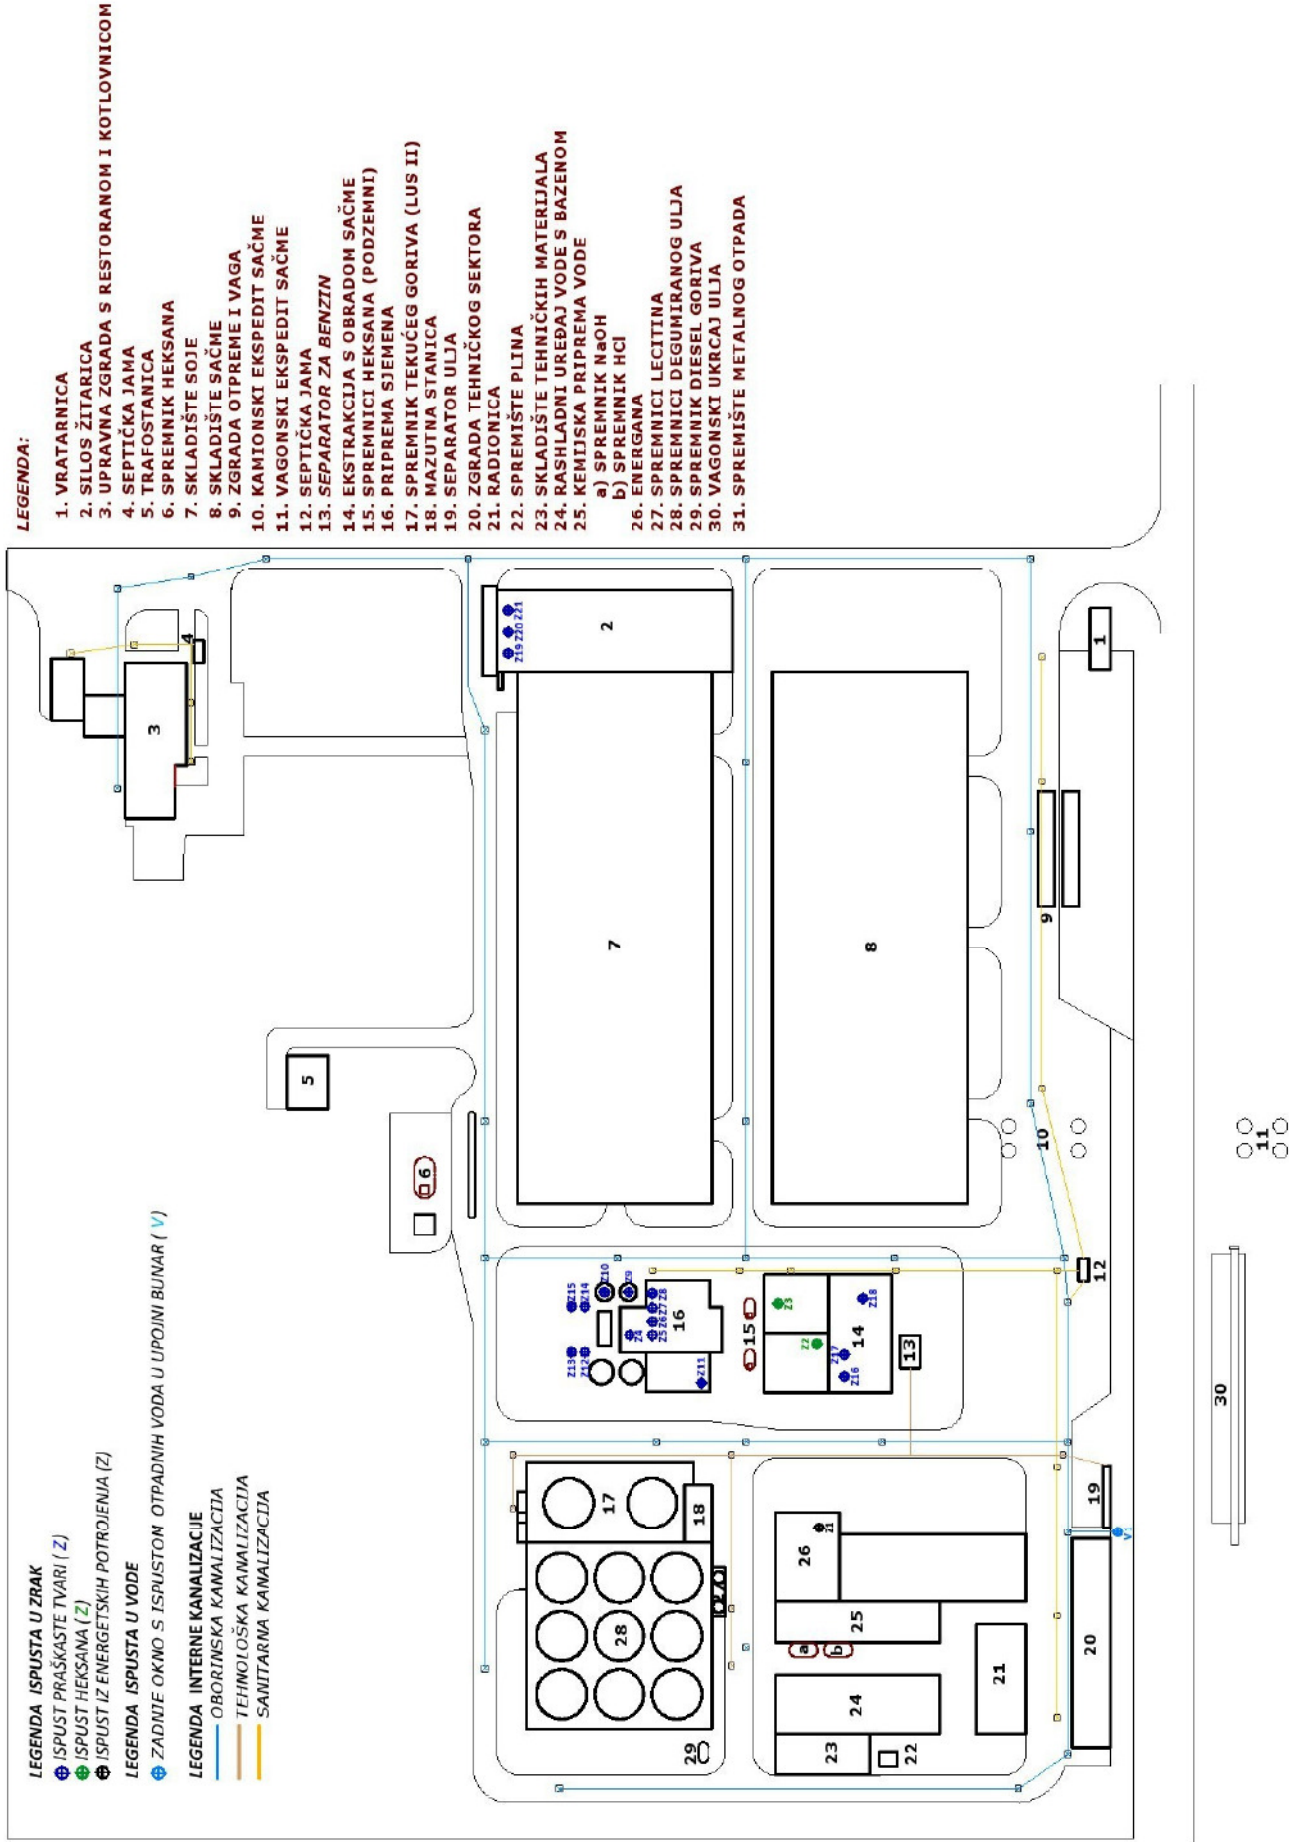 LEGENDA:
1. VRATARNICA
2. SILOS ŽITARICA
3. UPRAVNA ZGRADA S RESTORANOM I KOTLOVNICOM
4. SEPTIČKA JAMA
5. TRAFOSTANICA
6. SPREMNIK HEKSANA
7. SKLADIŠTE SOJE
8. SKLADIŠTE SAČME
9. ZGRADA OTPREME I VAGA
10. KAMIONSKI EKSPEDIT SAČME
11. VAGONSKI EKSPEDIT SAČME
12. SEPTIČKA JAMA
13. SEPARATOR ZA BENZIN
14. EKSTRAKCIJA S OBRADOM SAČME
15. SPREMNICI HEKSANA (PODZEMNI)
16. PRIPREMA SJEMENA
17. SPREMNIK TEKUĆEG GORIVA (LUS II)
18. MAZUTNA STANICA
19. SEPARATOR ULJA
20. ZGRADA TEHNIČKOG SEKTORA
21. RADIONICA
22. SPREMIŠTE PLINA
23. SKLADIŠTE TEHNIČKIH MATERIJALA
24. RASHLADNI UREĐAJ VODE S BAZENOM
25. KEMIJSKA PRIPREMA VODE
a) SPREMNIK NaOH
b) SPREMNIK HCl
26. ENERGANA
27. SPREMNICI LECITINA
28. SPREMNICI DEGUMIRANOG ULJA
29. SPREMNIK DIESEL GORIVA
30. VAGONSKI UKRCAJ ULJA
31. SPREMIŠTE METALNOG OTPADA
LEGENDA ISPUSTA U ZRAK
ISPUST PRAŠKASTE TVARI ( Z)
ISPUST HEKSANA ( Z)
ISPUST IZ ENERGETSKIH POTROJENJA (Z)
LEGENDA ISPUSTA U VODE
ZADNJE OKNO S ISPUSTON OTPADNIH VODA U UPOJNI BUNAR ( V)
LEGENDA INTERNE KANALIZACIJE
OBORINSKA KANALIZACIJA
TEHNOLOŠKA KANALIZACIJA
SANITARNA KANALIZACIJA
3
4
5
6
Z19 Z20 Z21
2
7
8
1
9
10
11
12
Z13
Z12
Z15
Z14
Z10
Z9
Z4
Z5 Z6 Z7 Z8
Z11
16
15
Z3
Z2
Z17
Z16
Z18
14
13
17
18
28
27
29
26
Z1
25
a
b
24
23
22
21
20
19
V
30